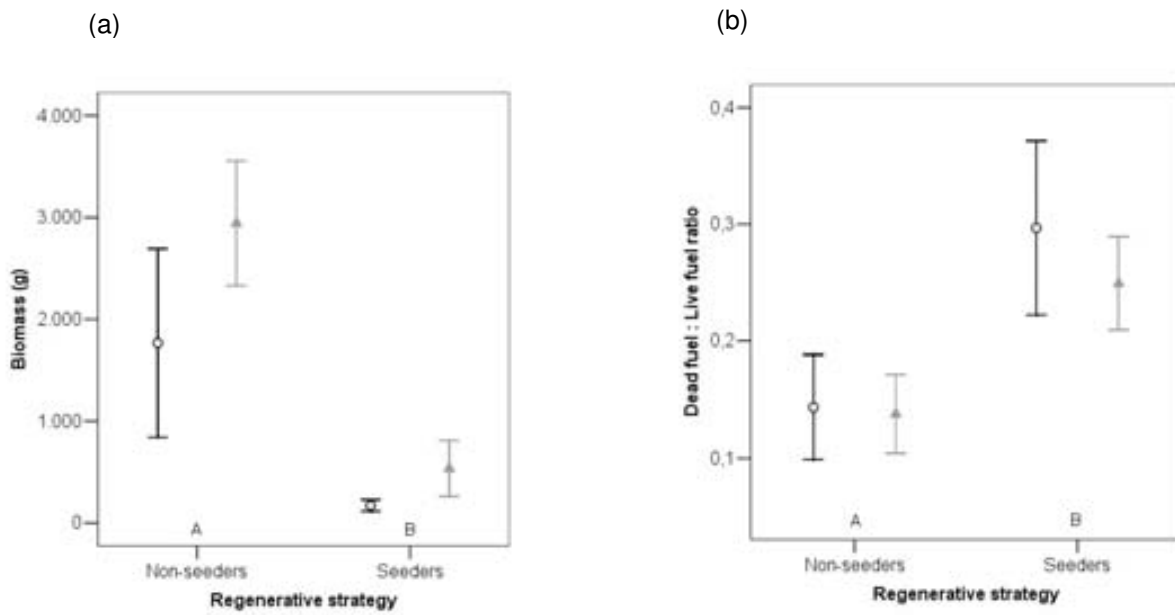 (a)
4.000
3.000
2.000
1.000
0
Biomass (g)
A
B
Non-seeders
Seeders
Regenerative strategy
(b)
0,4
0,3
0,2
0,1
Dead fuel : Live fuel ratio
A
B
Non-seeders
Seeders
Regenerative strategy